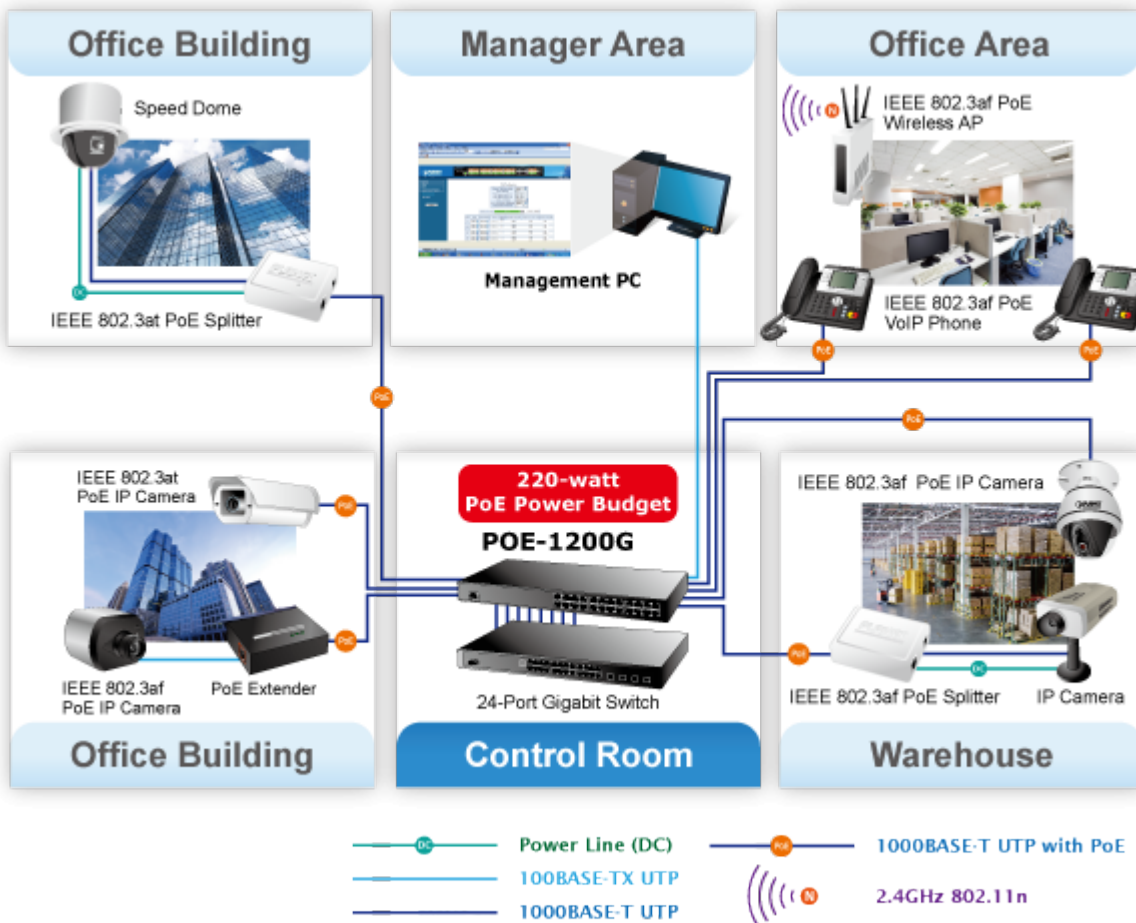 Office Building
Manager Area
Office Area
Speed Dome
IEEE 802.3af PoE
Wireless AP
N
Management PC
DC
IEEE 802.3at PoE Splitter
IEEE 802.3af PoE
VoIP Phone
PoE
PoE
PoE
PoE
IEEE 802.3at
PoE IP Camera
PoE
220-watt
PoE Power Budget
POE-1200G
IEEE 802.3af PoE IP Camera
PoE
IEEE 802.3af
PoE IP Camera
PoE Extender
24-Port Gigabit Switch
PoE
DC
IEEE 802.3af PoE Splitter
IP Camera
Office Building
Control Room
Warehouse
DC
Power Line (DC)
PoE
1000BASE-T UTP with PoE
100BASE-TX UTP
N
2.4GHz 802.11n
1000BASE-T UTP